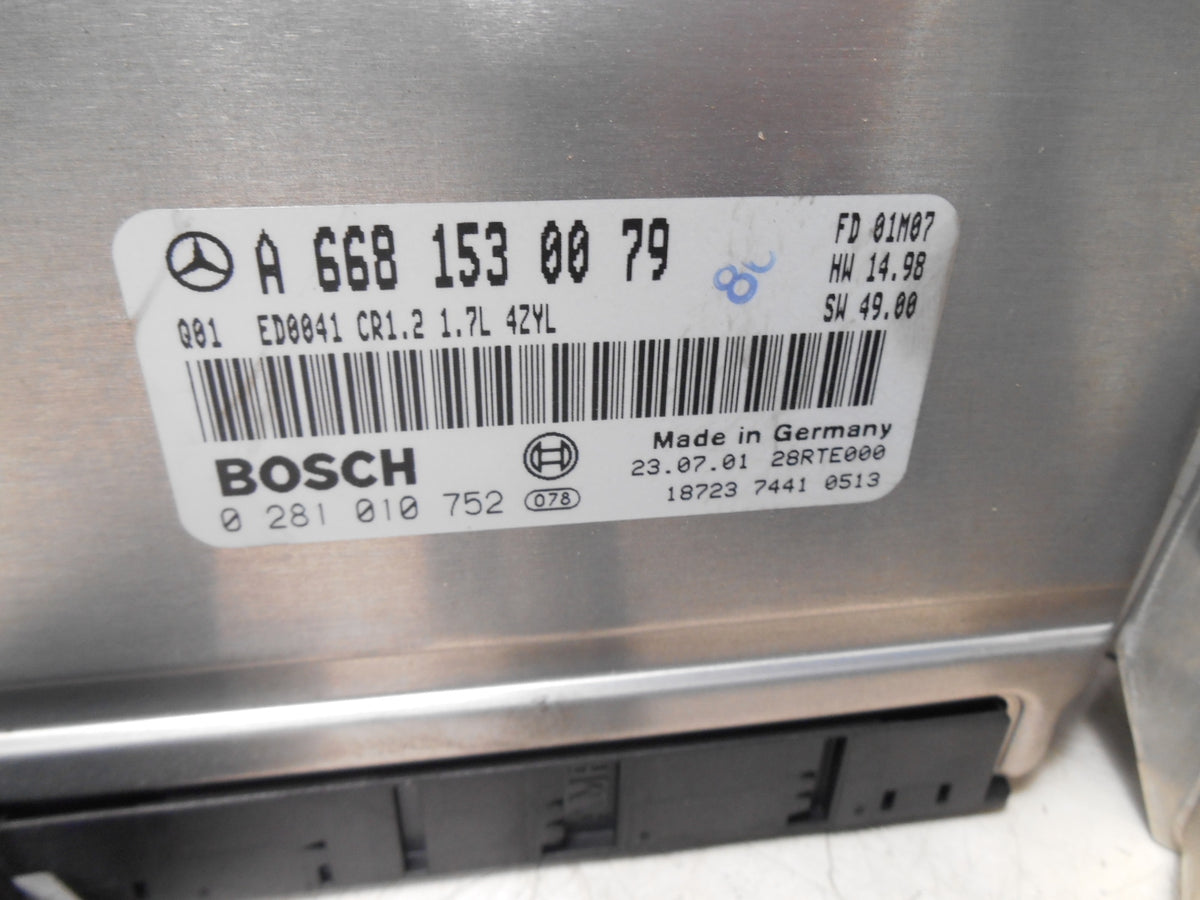 A 668 153 00 79
FD 01M07
HW 14.98
SW 49.00
Q01 ED0041 CR1.2 1.7L 4ZYL
BOSCH
Made in Germany
23.07.01 28RTE000
0 281 010 752 078
18723 7441 0513